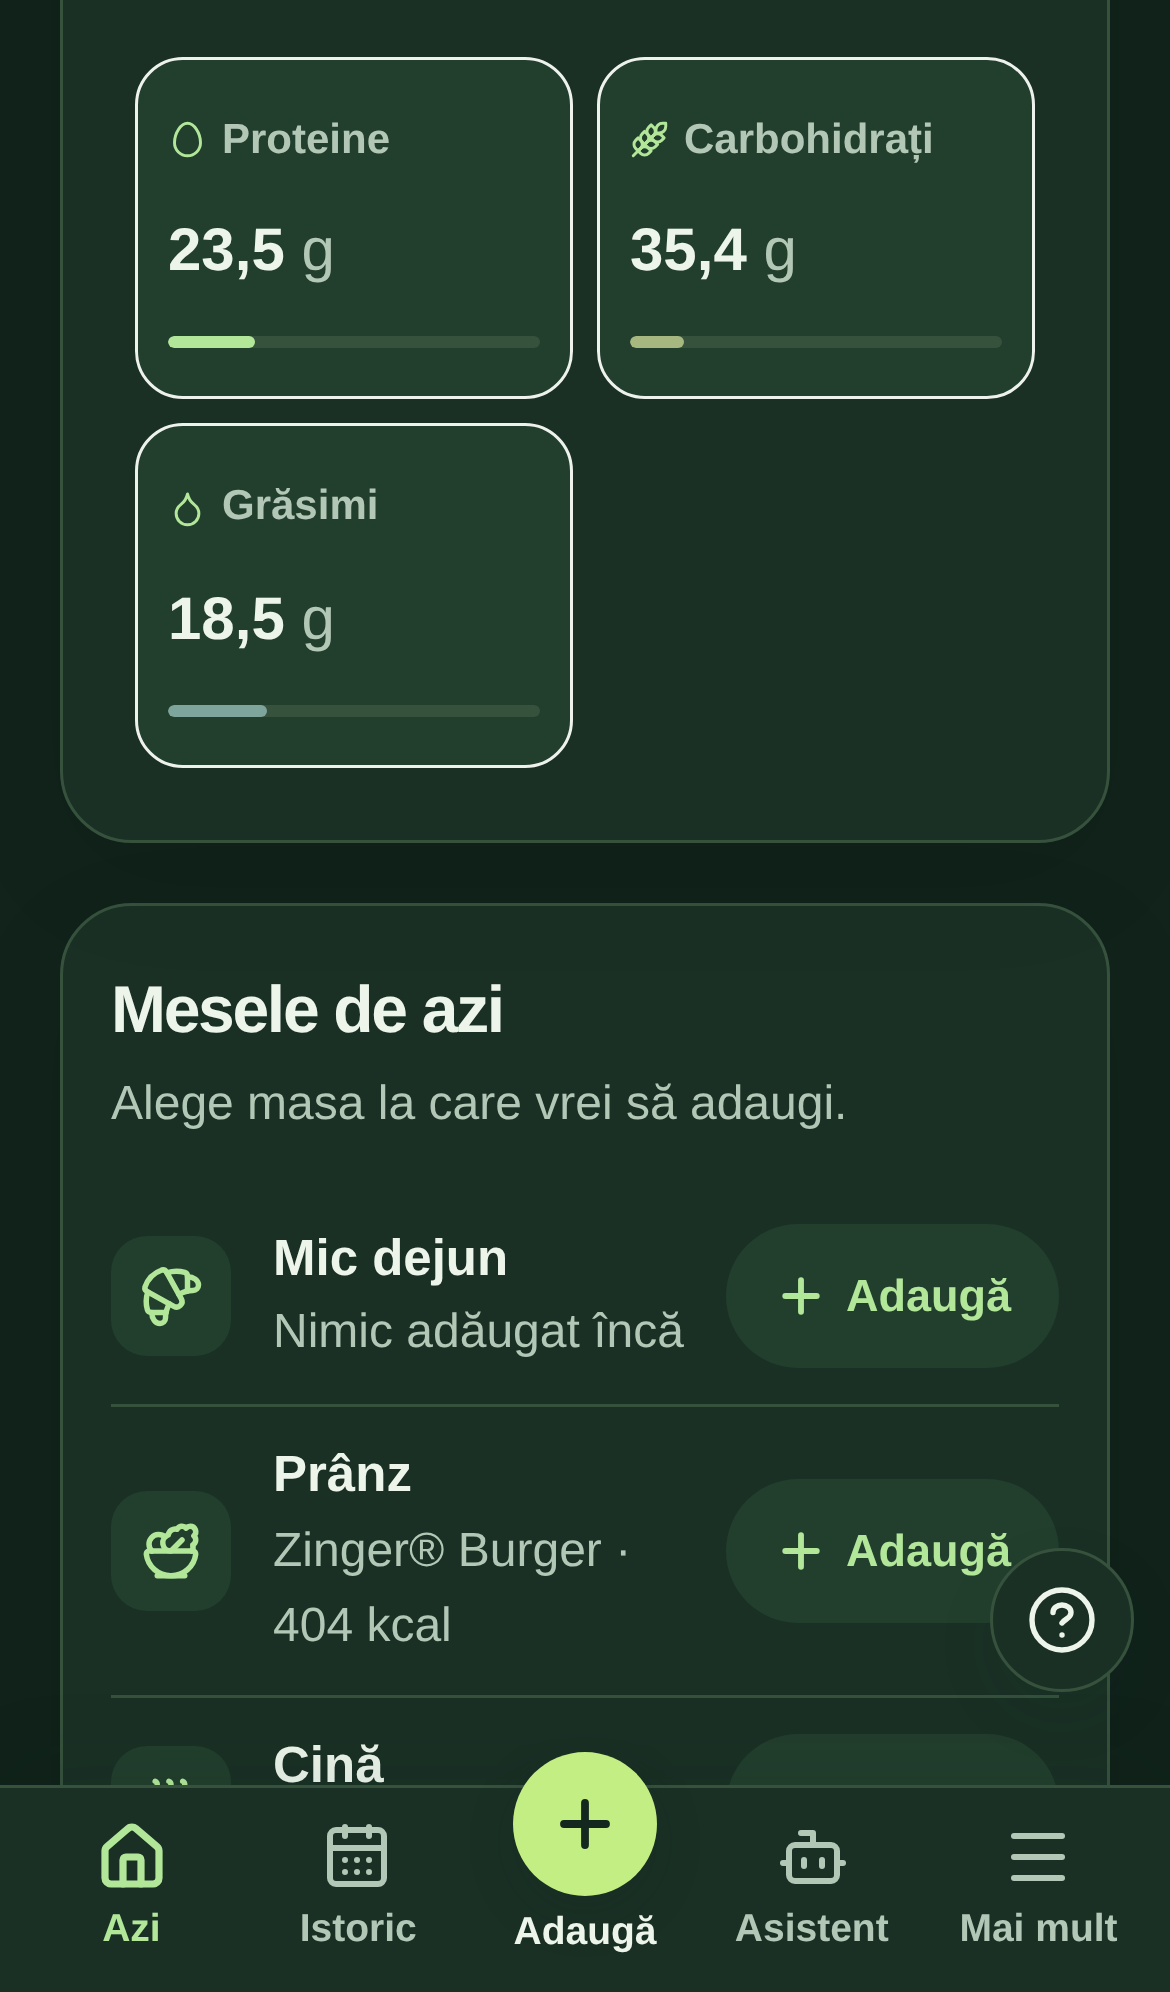 Proteine
23,5 g
Carbohidrați
35,4 g
Grăsimi
18,5 g
Mesele de azi
Alege masa la care vrei să adaugi.
Mic dejun
Nimic adăugat încă
Adaugă
Prânz
Zinger® Burger ·
404 kcal
Adaugă
Cină
Azi
Istoric
Adaugă
Asistent
Mai mult